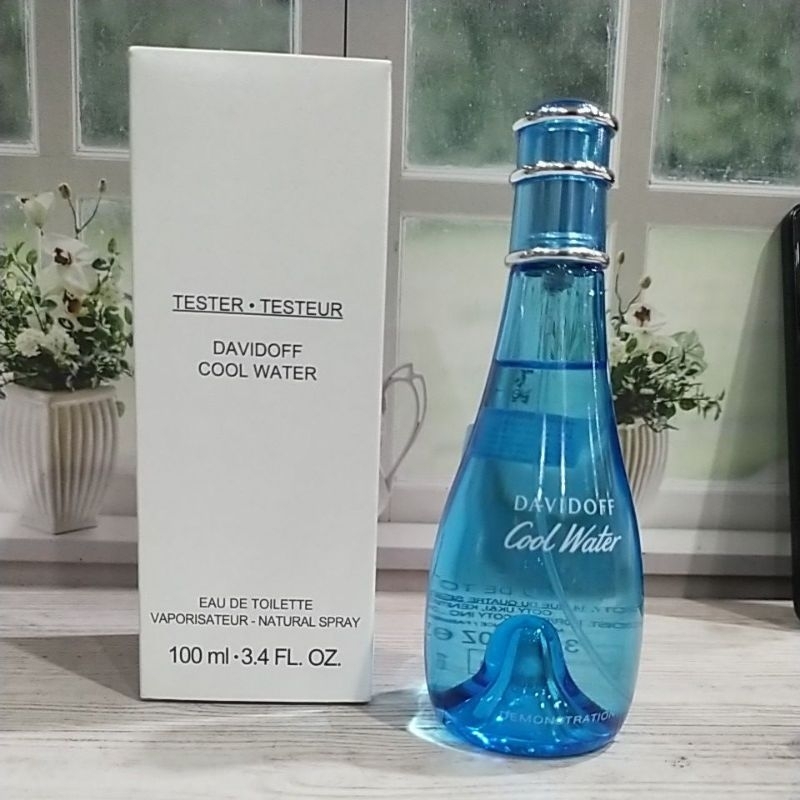 TESTER • TESTEUR
DAVIDOFF
COOL WATER
EAU DE TOILETTE
VAPORISATEUR - NATURAL SPRAY
100 ml • 3.4 FL. OZ.
DAVIDOFF
Cool Water
DEMONSTRATION